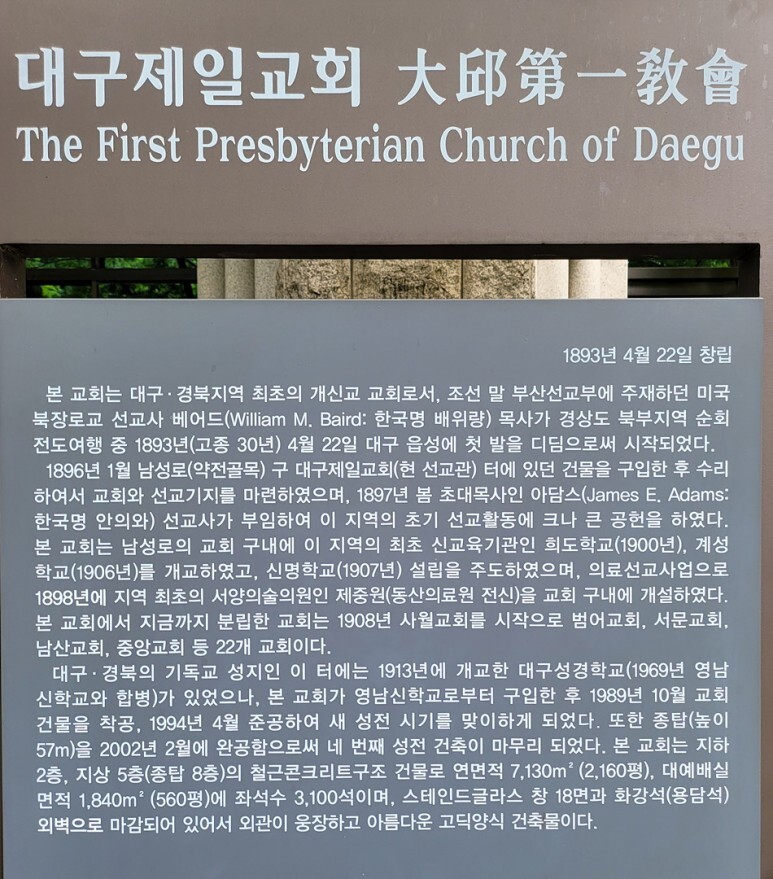 대구제일교회 大邱第一敎會
The First Presbyterian Church of Daegu
1893년 4월 22일 창립
본 교회는 대구·경북지역 최초의 개신교 교회로서, 조선 말 부산선교부에 주재하던 미국
북장로교 선교사 베어드(William M. Baird: 한국명 배위량) 목사가 경상도 북부지역 순회
전도여행 중 1893년(고종 30년) 4월 22일 대구 읍성에 첫 발을 디딤으로써 시작되었다.
1896년 1월 남성로(약전골목) 구 대구제일교회(현 선교관) 터에 있던 건물을 구입한 후 수리
하여서 교회와 선교기지를 마련하였으며, 1897년 봄 초대목사인 아담스(James E. Adams:
한국명 안의와) 선교사가 부임하여 이 지역의 초기 선교활동에 크나 큰 공헌을 하였다.
본 교회는 남성로의 교회 구내에 이 지역의 최초 신교육기관인 희도학교(1900년), 계성
학교(1906년)를 개교하였고, 신명학교(1907년) 설립을 주도하였으며, 의료선교사업으로
1898년에 지역 최초의 서양의술의원인 제중원(동산의료원 전신)을 교회 구내에 개설하였다.
본 교회에서 지금까지 분립한 교회는 1908년 사월교회를 시작으로 범어교회, 서문교회,
남산교회, 중앙교회 등 22개 교회이다.
대구·경북의 기독교 성지인 이 터에는 1913년에 개교한 대구성경학교(1969년 영남
신학교와 합병)가 있었으나, 본 교회가 영남신학교로부터 구입한 후 1989년 10월 교회
건물을 착공, 1994년 4월 준공하여 새 성전 시기를 맞이하게 되었다. 또한 종탑(높이
57m)을 2002년 2월에 완공함으로써 네 번째 성전 건축이 마무리 되었다. 본 교회는 지하
2층, 지상 5층(종탑 8층)의 철근콘크리트구조 건물로 연면적 7,130m² (2,160평), 대예배실
면적 1,840m² (560평)에 좌석수 3,100석이며, 스테인드글라스 창 18면과 화강석(용담석)
외벽으로 마감되어 있어서 외관이 웅장하고 아름다운 고딕양식 건축물이다.